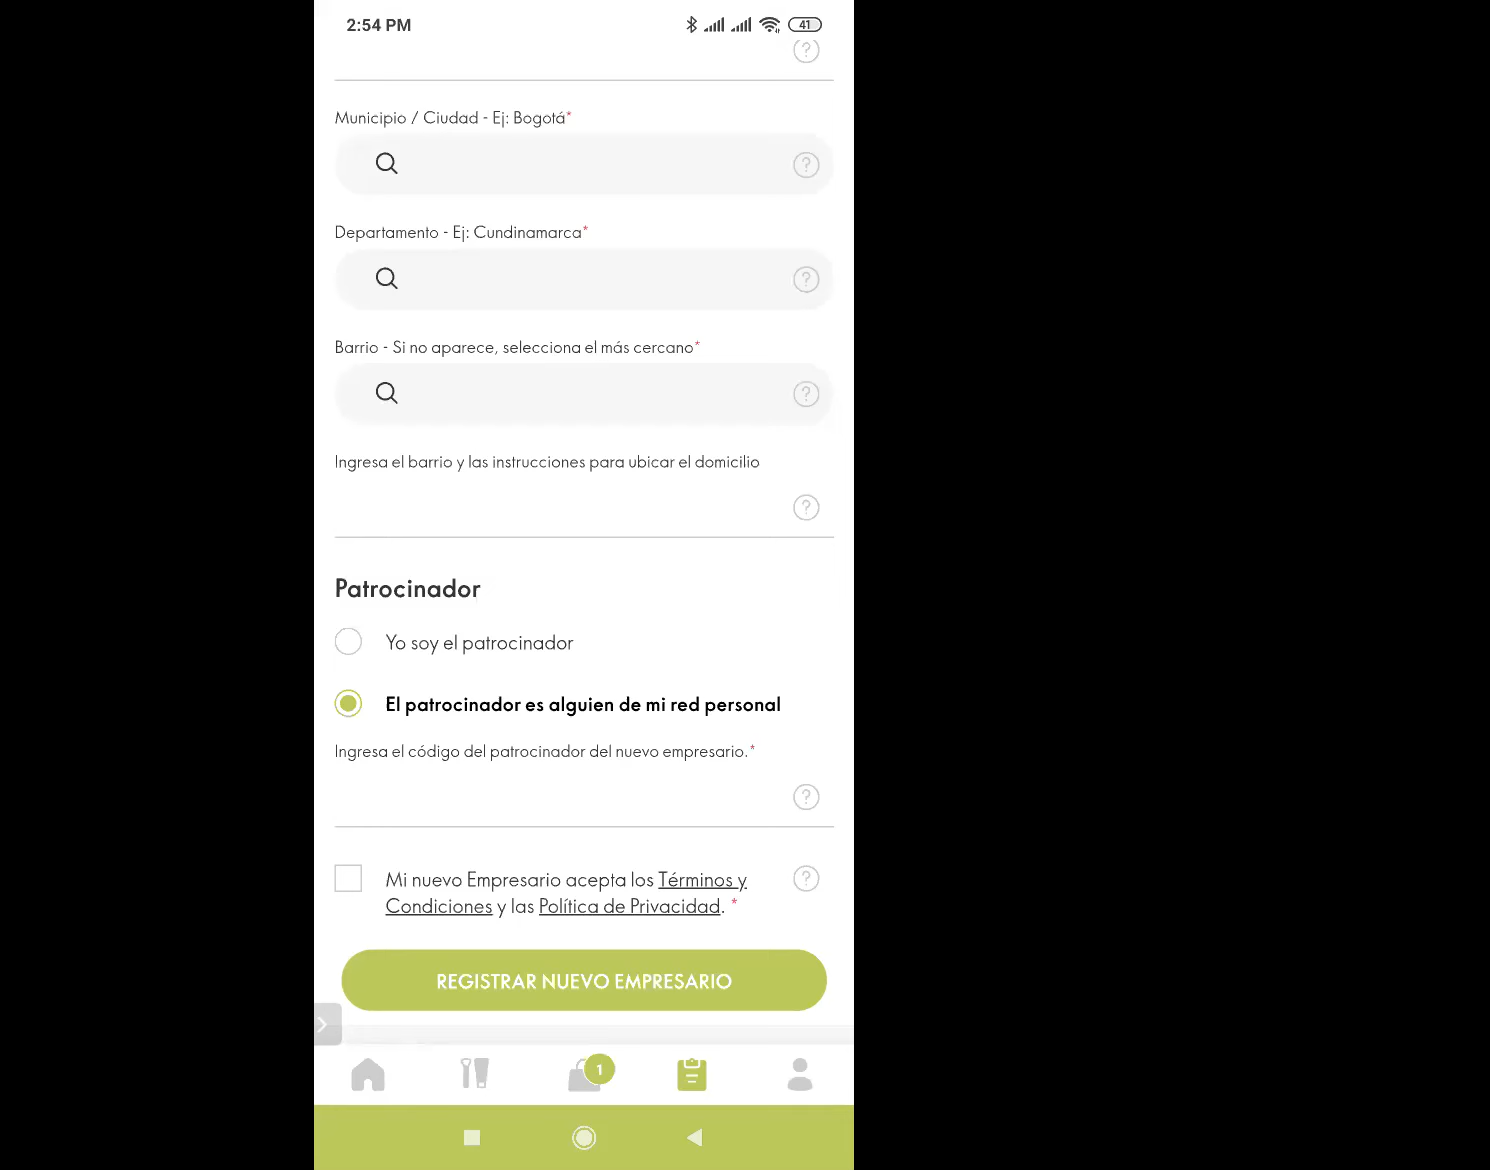 2:54 PM
41
?
Municipio / Ciudad - Ej: Bogotá*
?
Departamento - Ej: Cundinamarca*
?
Barrio - Si no aparece, selecciona el más cercano*
?
Ingresa el barrio y las instrucciones para ubicar el domicilio
?
Patrocinador
Yo soy el patrocinador
El patrocinador es alguien de mi red personal
Ingresa el código del patrocinador del nuevo empresario.*
?
Mi nuevo Empresario acepta los Términos y
?
Condiciones y las Política de Privacidad. *
REGISTRAR NUEVO EMPRESARIO
1